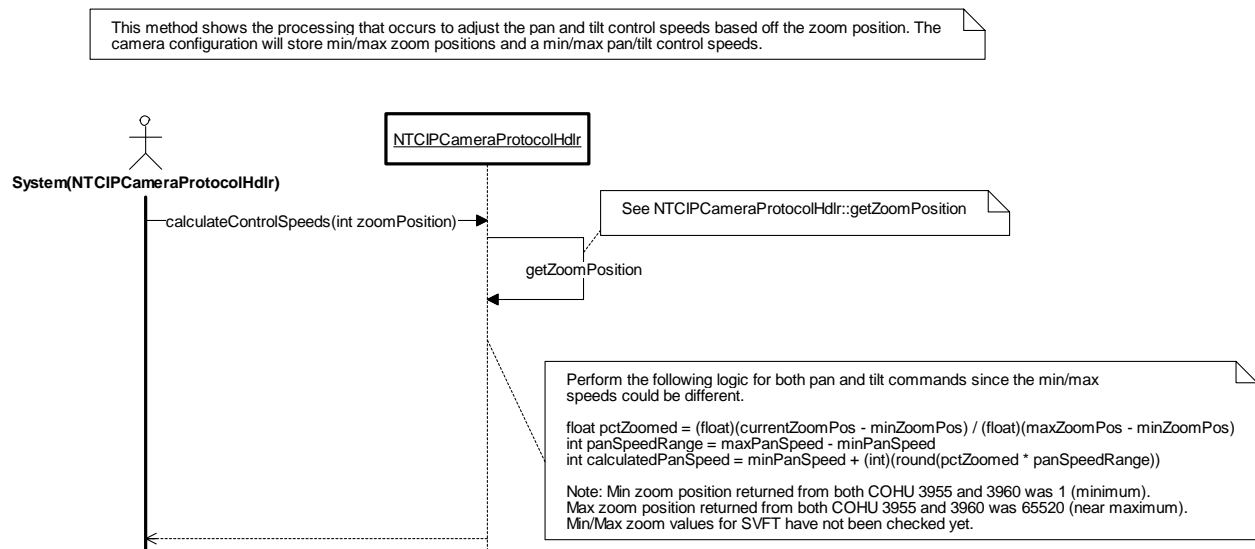 This method shows the processing that occurs to adjust the pan and tilt control speeds based off the zoom position. The
camera configuration will store min/max zoom positions and a min/max pan/tilt control speeds.
NTCIPCameraProtocolHdlr
System(NTCIPCameraProtocolHdlr)
calculateControlSpeeds(int zoomPosition)
See NTCIPCameraProtocolHdlr::getZoomPosition
getZoomPosition
Perform the following logic for both pan and tilt commands since the min/max
speeds could be different.
float pctZoomed = (float)(currentZoomPos - minZoomPos) / (float)(maxZoomPos - minZoomPos)
int panSpeedRange = maxPanSpeed - minPanSpeed
int calculatedPanSpeed = minPanSpeed + (int)(round(pctZoomed * panSpeedRange))
Note: Min zoom position returned from both COHU 3955 and 3960 was 1 (minimum).
Max zoom position returned from both COHU 3955 and 3960 was 65520 (near maximum).
Min/Max zoom values for SVFT have not been checked yet.